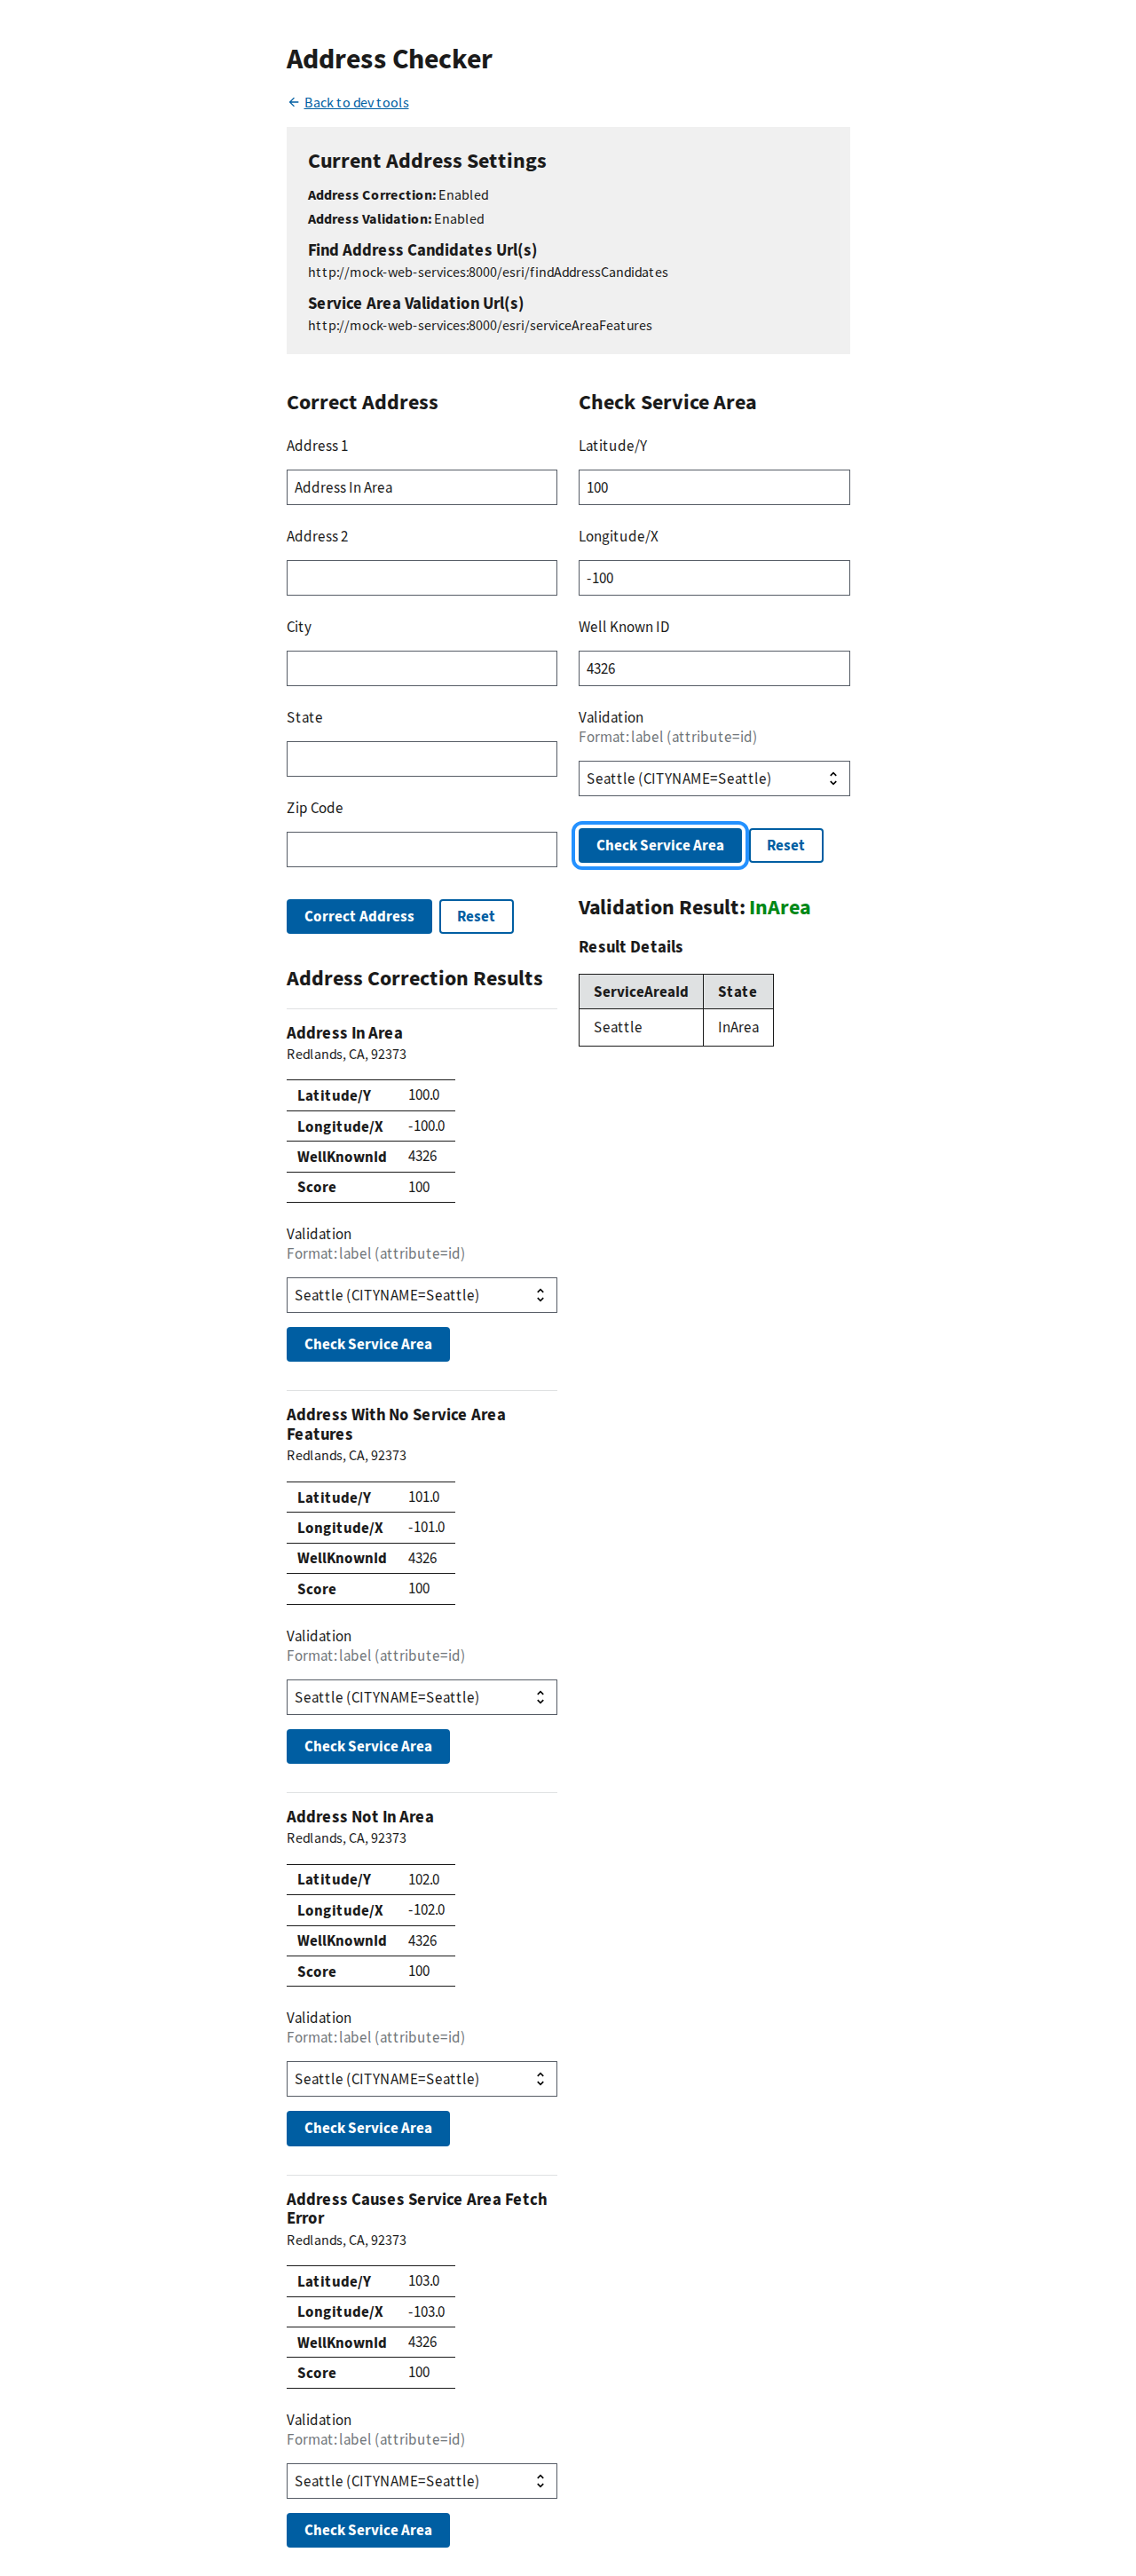 Address Checker
Back to dev tools
Current Address Settings
Address Correction: Enabled
Address Validation: Enabled
Find Address Candidates Url(s)
http://mock-web-services:8000/esri/findAddressCandidates
Service Area Validation Url(s)
http://mock-web-services:8000/esri/serviceAreaFeatures
Correct Address
Address 1
Address In Area
Address 2
City
State
Zip Code
Correct Address
Reset
Address Correction Results
Address In Area
Redlands, CA, 92373
Latitude/Y 100.0
Longitude/X -100.0
WellKnownId 4326
Score 100
Validation
Format: label (attribute=id)
Seattle (CITYNAME=Seattle)
Check Service Area
Address With No Service Area
Features
Redlands, CA, 92373
Latitude/Y 101.0
Longitude/X -101.0
WellKnownId 4326
Score 100
Validation
Format: label (attribute=id)
Seattle (CITYNAME=Seattle)
Check Service Area
Address Not In Area
Redlands, CA, 92373
Latitude/Y 102.0
Longitude/X -102.0
WellKnownId 4326
Score 100
Validation
Format: label (attribute=id)
Seattle (CITYNAME=Seattle)
Check Service Area
Address Causes Service Area Fetch
Error
Redlands, CA, 92373
Latitude/Y 103.0
Longitude/X -103.0
WellKnownId 4326
Score 100
Validation
Format: label (attribute=id)
Seattle (CITYNAME=Seattle)
Check Service Area
Check Service Area
Latitude/Y
100
Longitude/X
-100
Well Known ID
4326
Validation
Format: label (attribute=id)
Seattle (CITYNAME=Seattle)
Check Service Area
Reset
Validation Result: InArea
Result Details
ServiceAreaId State
Seattle InArea